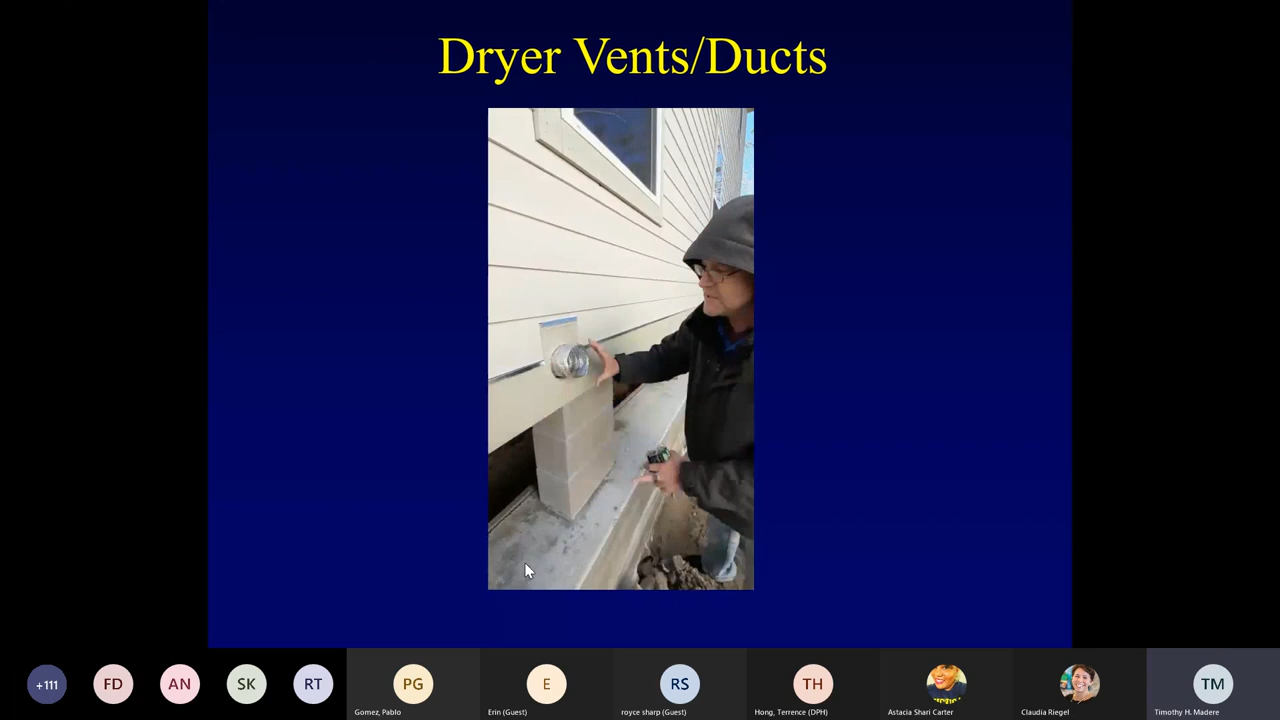 Dryer Vents/Ducts
+111
FD
AN
SK
RT
PG
E
RS
TH
TM
Gomez, Pablo
Erin (Guest)
royce sharp (Guest)
Hong, Terrence (DPH)
Astacia Shari Carter
Claudia Riegel
Timothy H. Madere